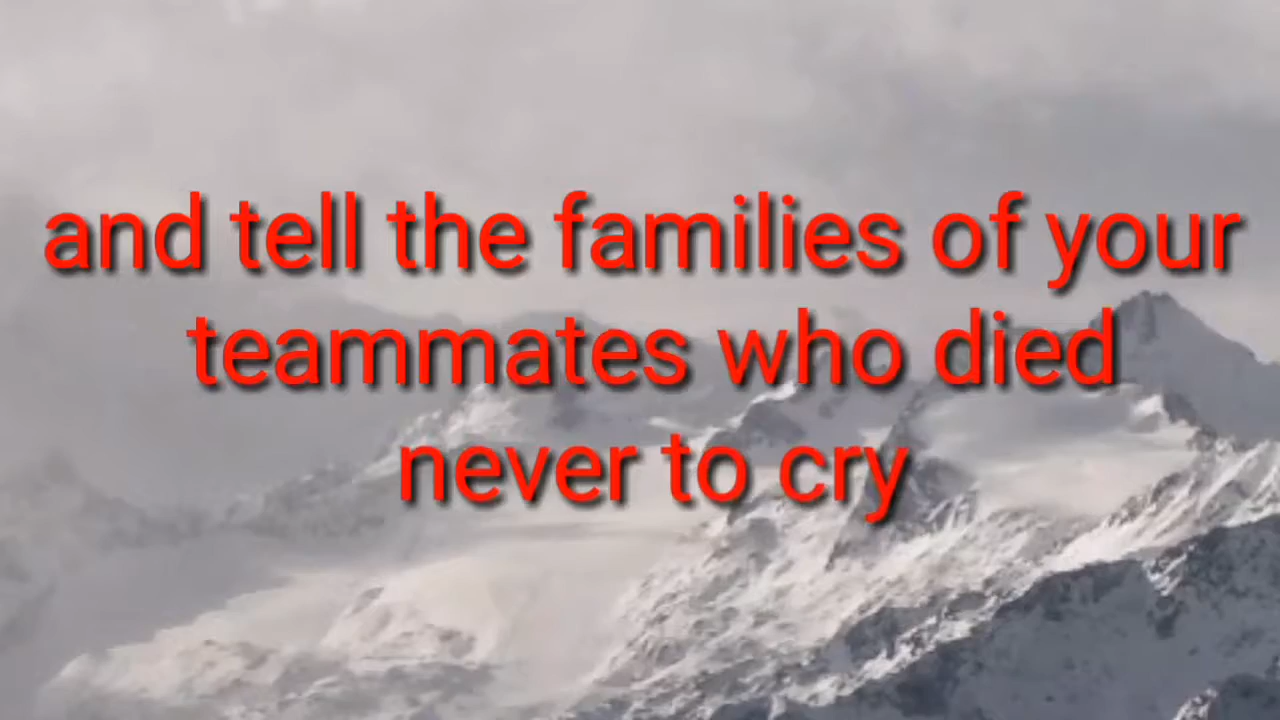 and tell the families of your
teammates who died
never to cry